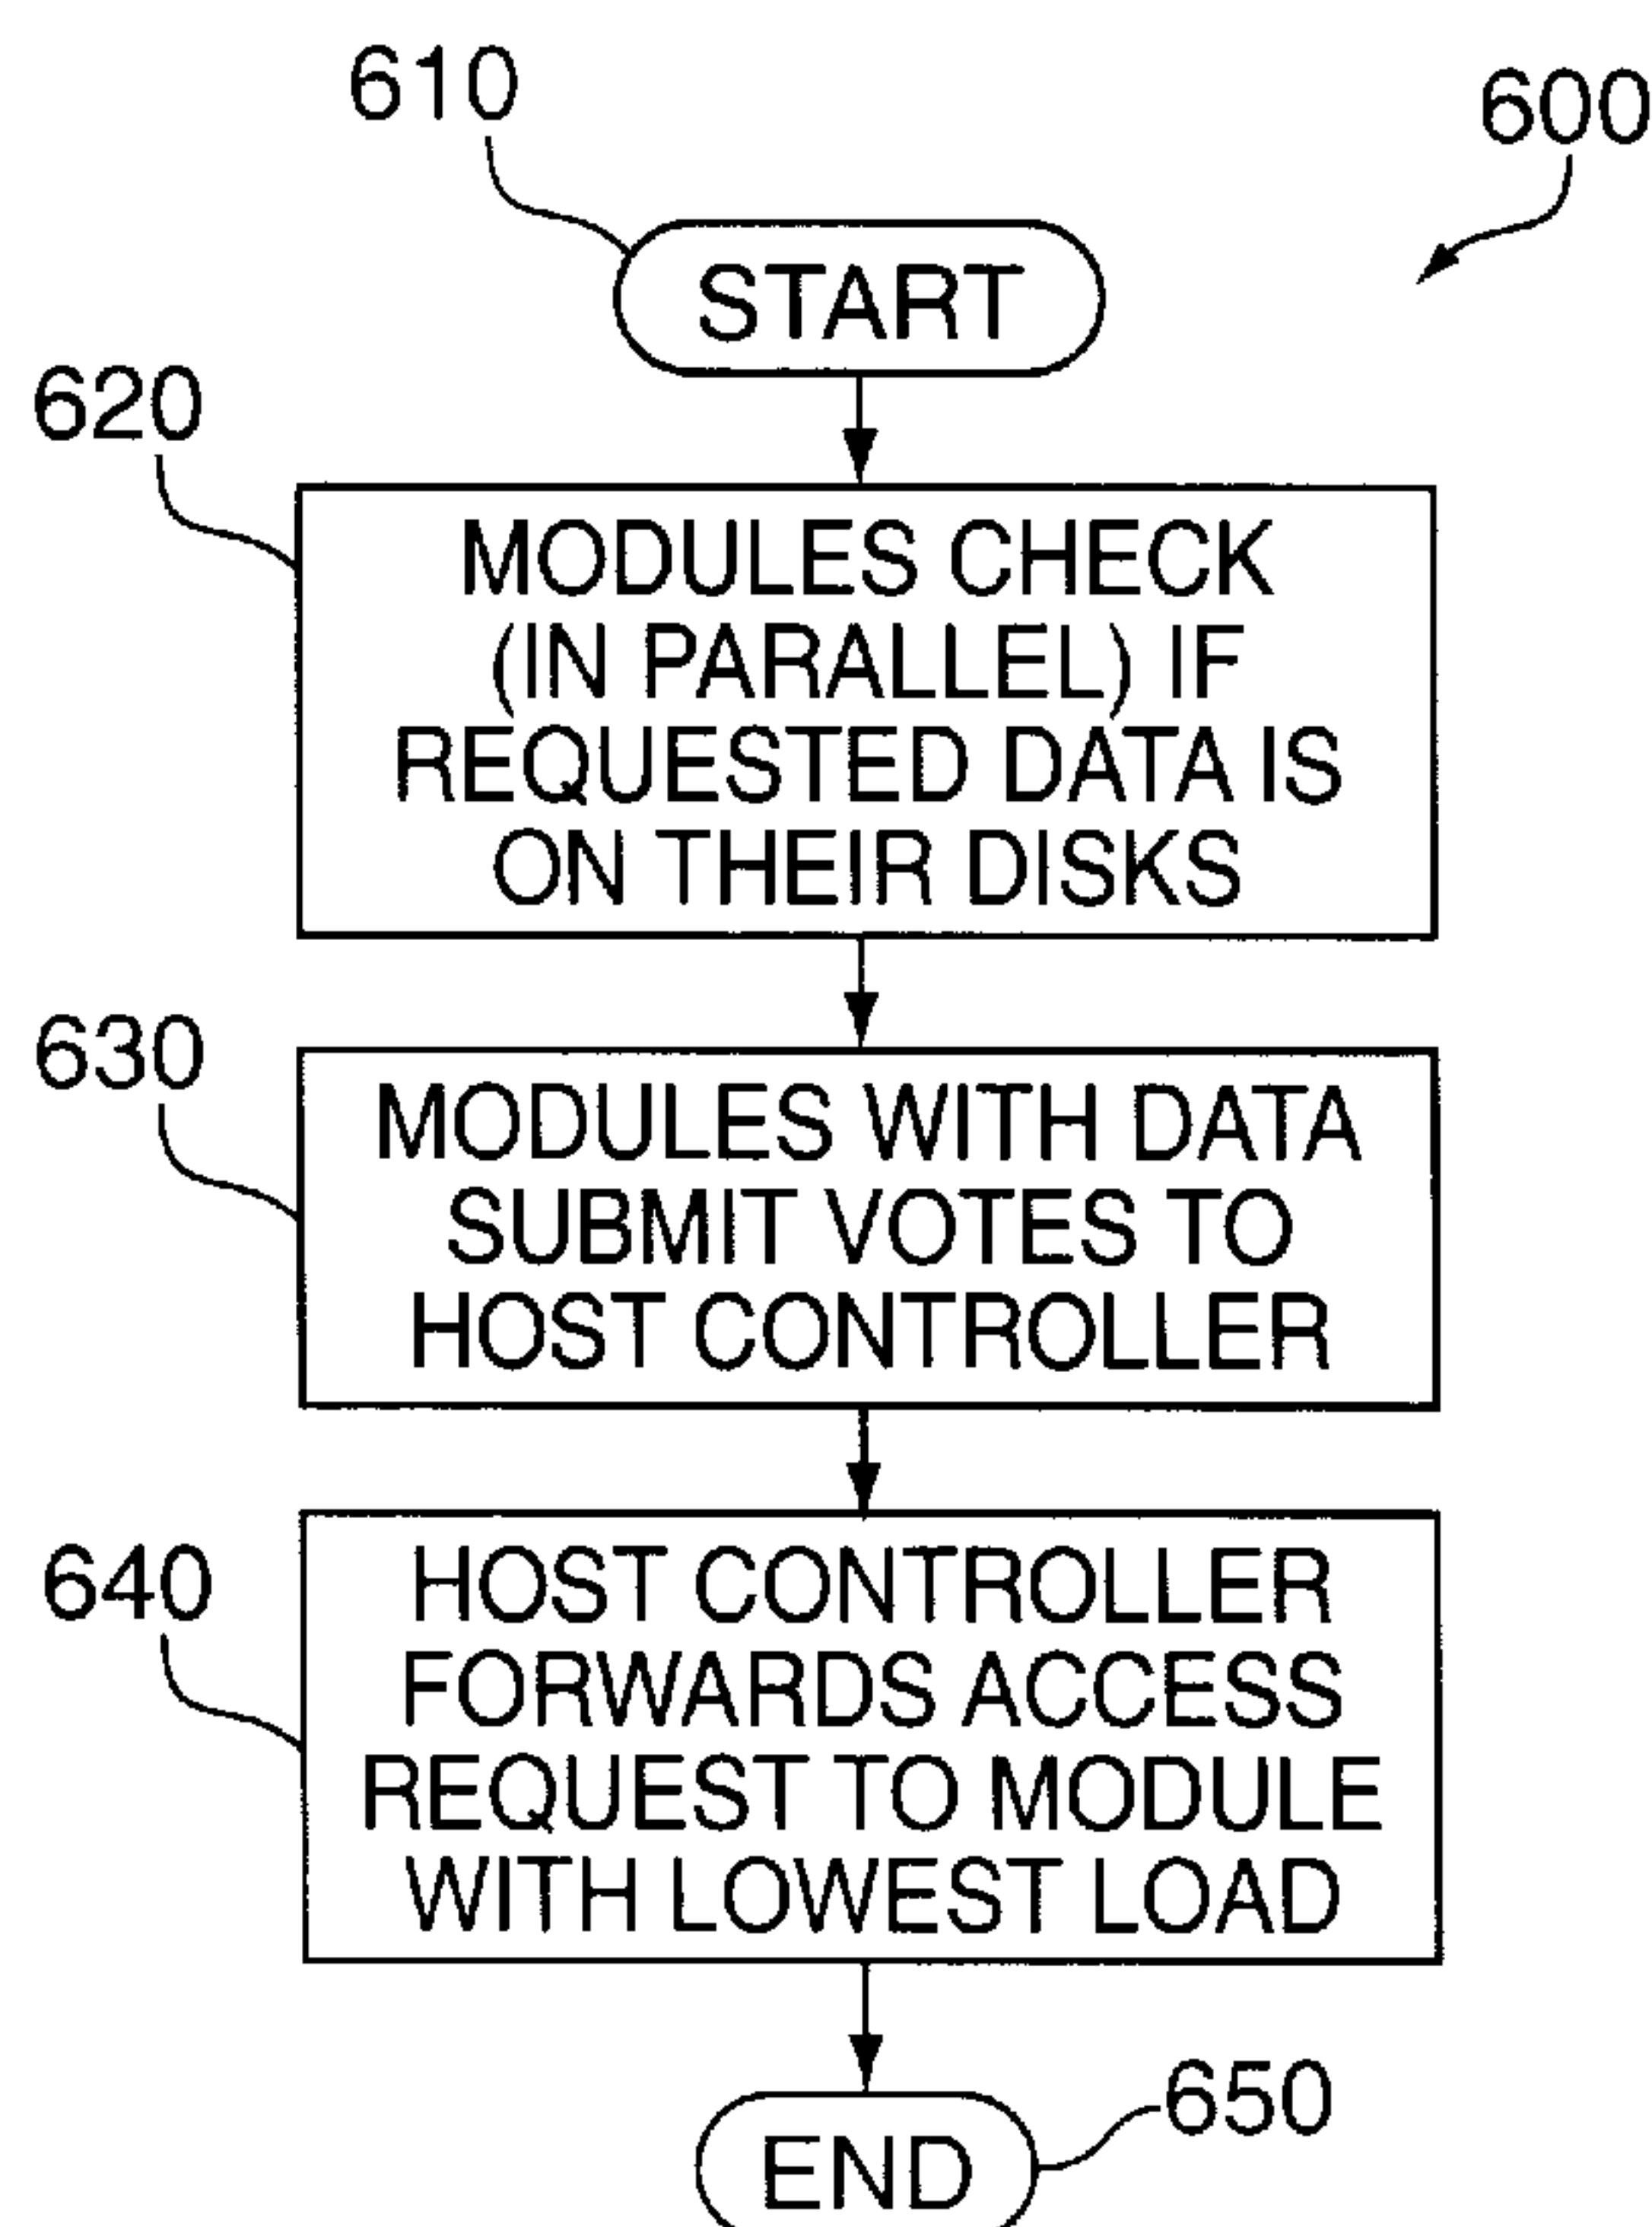 610
600
START
620
MODULES CHECK
(IN PARALLEL) IF
REQUESTED DATA IS
ON THEIR DISKS
630
MODULES WITH DATA
SUBMIT VOTES TO
HOST CONTROLLER
640
HOST CONTROLLER
FORWARDS ACCESS
REQUEST TO MODULE
WITH LOWEST LOAD
650
END